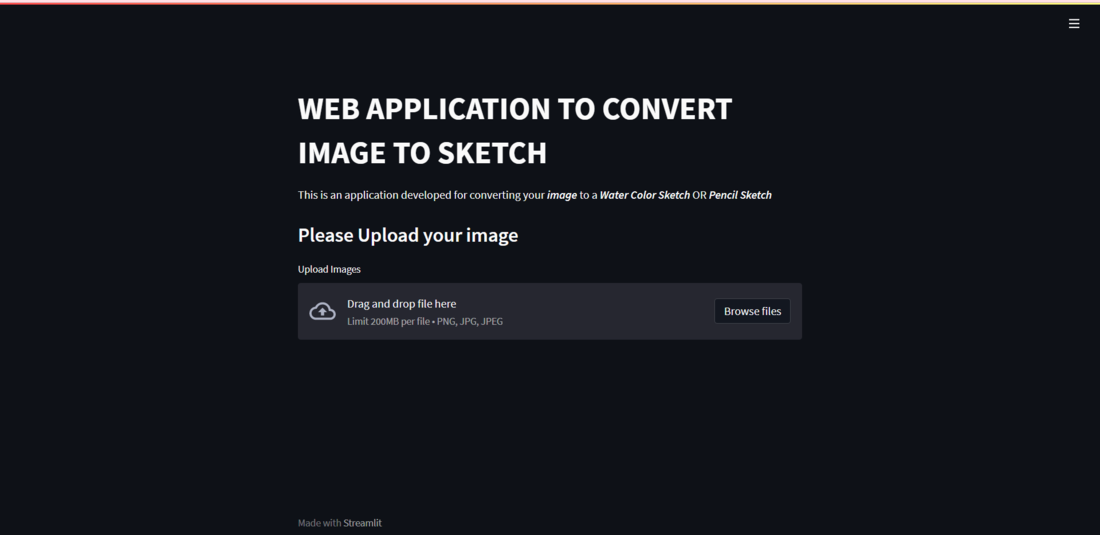 WEB APPLICATION TO CONVERT
IMAGE TO SKETCH
This is an application developed for converting your image to a Water Color Sketch OR Pencil Sketch
Please Upload your image
Upload Images
Drag and drop file here
Limit 200MB per file • PNG, JPG, JPEG
Browse files
Made with Streamlit